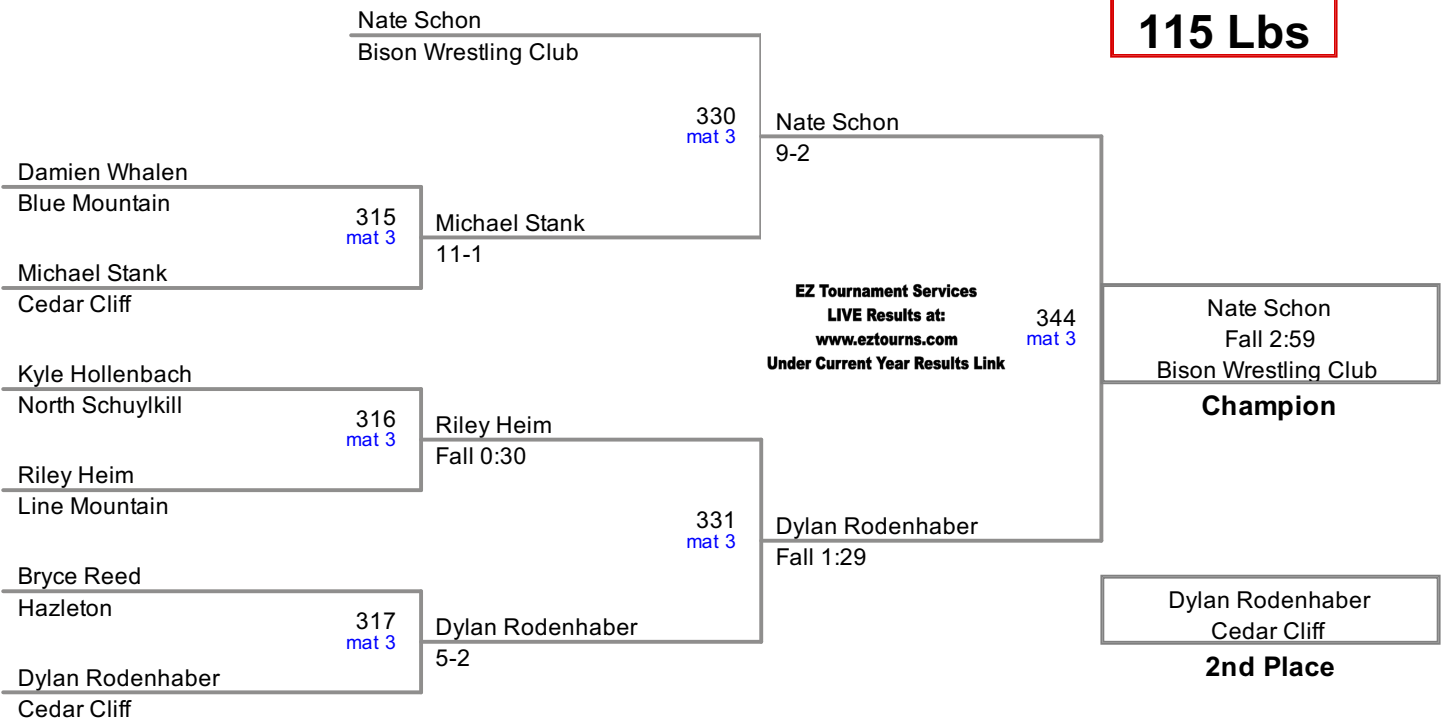 Nate Schon
Bison Wrestling Club
115 Lbs
330
mat 3
Nate Schon
9-2
Damien Whalen
Blue Mountain
315
mat 3
Michael Stank
11-1
Michael Stank
Cedar Cliff
EZ Tournament Services
LIVE Results at:
www.eztourns.com
Under Current Year Results Link
344
mat 3
Nate Schon
Fall 2:59
Bison Wrestling Club
Champion
Kyle Hollenbach
North Schuylkill
316
mat 3
Riley Heim
Fall 0:30
Riley Heim
Line Mountain
331
mat 3
Dylan Rodenhaber
Fall 1:29
Bryce Reed
Hazleton
317
mat 3
Dylan Rodenhaber
5-2
Dylan Rodenhaber
Cedar Cliff
Dylan Rodenhaber
Cedar Cliff
2nd Place